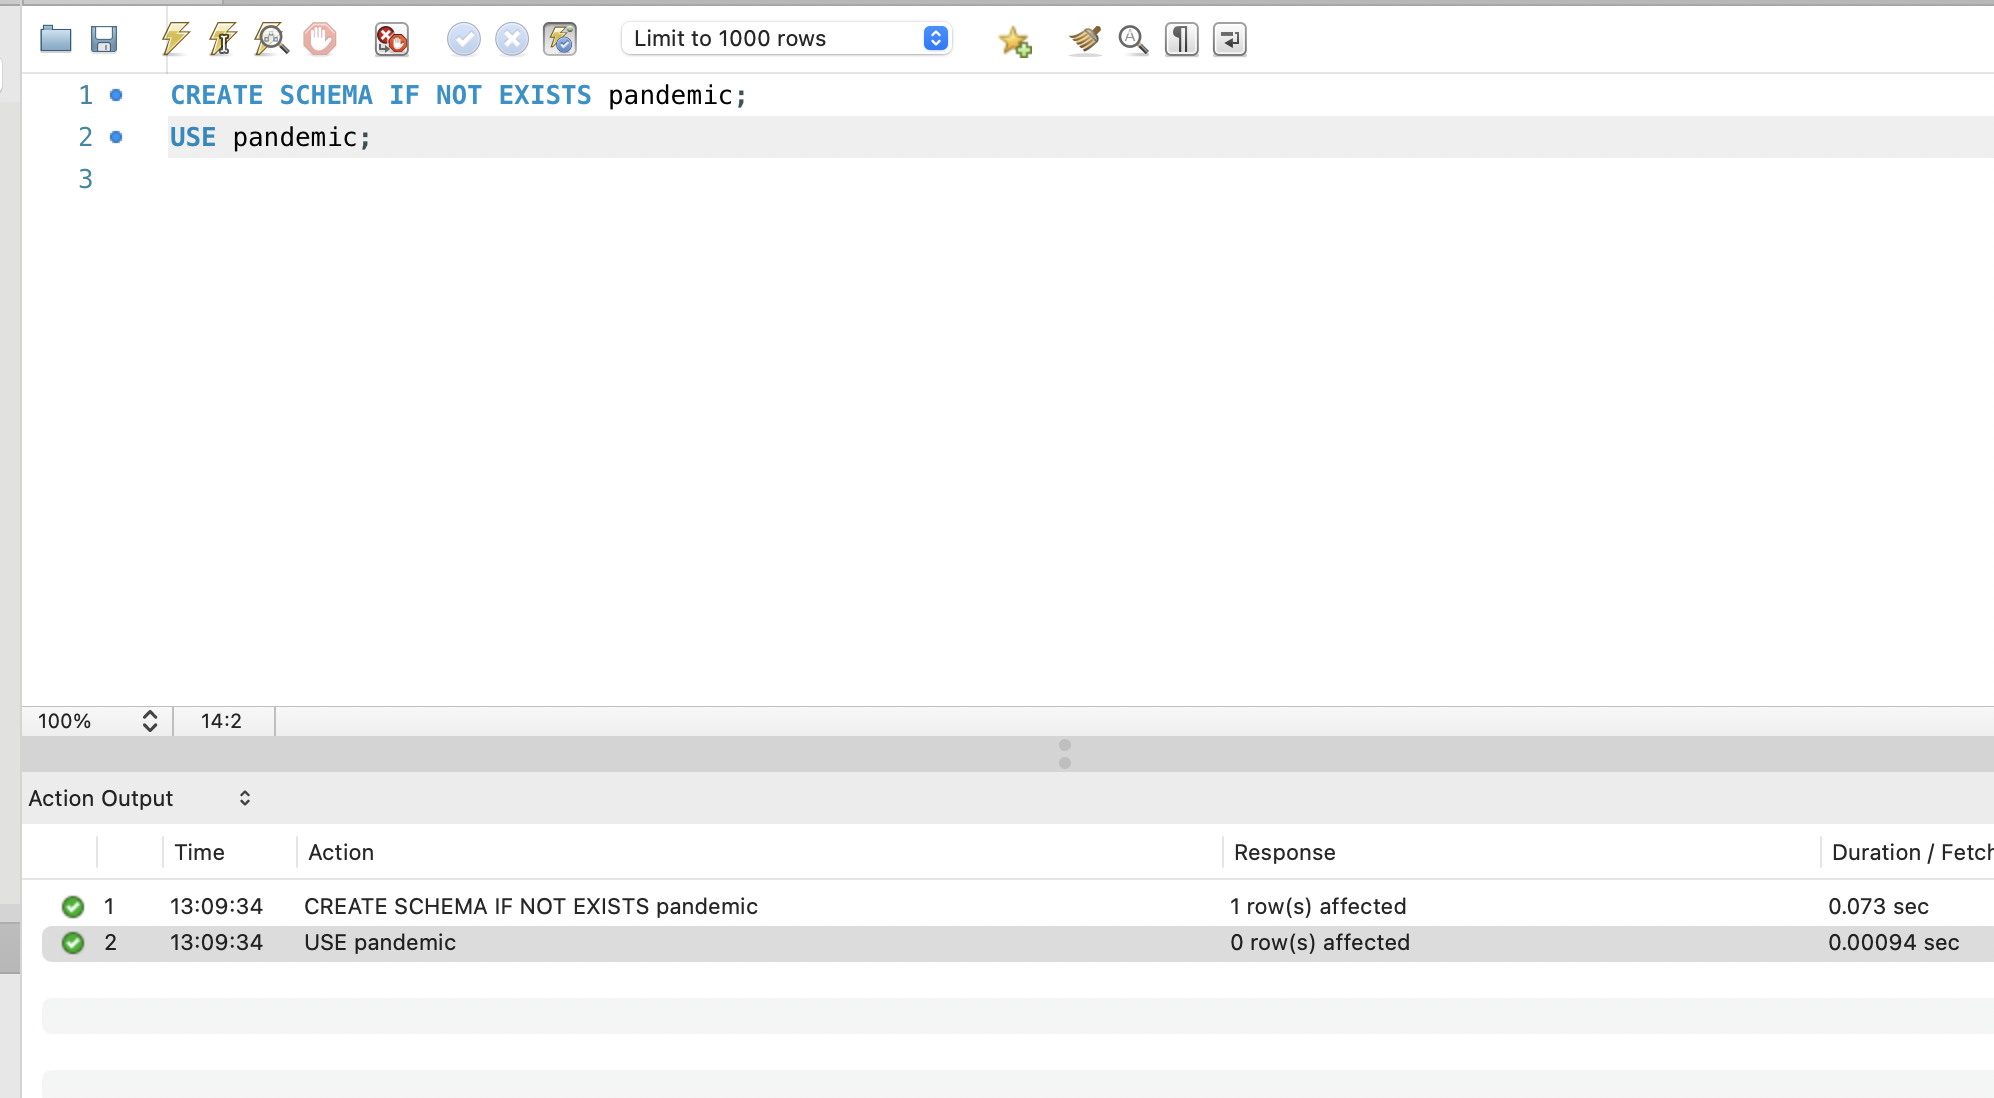 Limit to 1000 rows
1 CREATE SCHEMA IF NOT EXISTS pandemic;
2 USE pandemic;
3
100% 14:2
Action Output
Time Action Response Duration / Fetch
1 13:09:34 CREATE SCHEMA IF NOT EXISTS pandemic 1 row(s) affected 0.073 sec
2 13:09:34 USE pandemic 0 row(s) affected 0.00094 sec